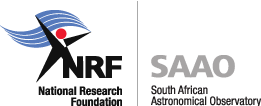 NRF
National Research
Foundation
SAAO
South African
Astronomical Observatory